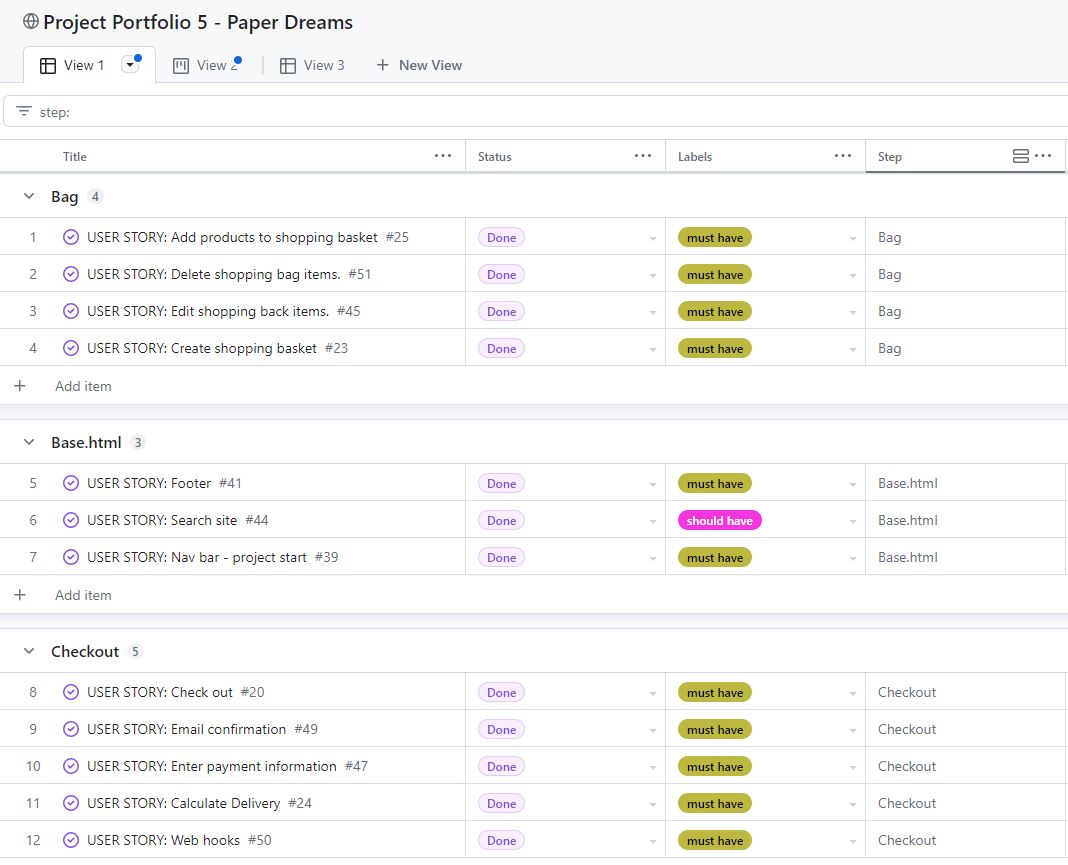 Project Portfolio 5 - Paper Dreams
View 1 View 2 View 3 + New View
step:
Title ... Status ... Labels ... Step ...
Bag 4
1 USER STORY: Add products to shopping basket #25 Done must have Bag
2 USER STORY: Delete shopping bag items. #51 Done must have Bag
3 USER STORY: Edit shopping back items. #45 Done must have Bag
4 USER STORY: Create shopping basket #23 Done must have Bag
+ Add item
Base.html 3
5 USER STORY: Footer #41 Done must have Base.html
6 USER STORY: Search site #44 Done should have Base.html
7 USER STORY: Nav bar - project start #39 Done must have Base.html
+ Add item
Checkout 5
8 USER STORY: Check out #20 Done must have Checkout
9 USER STORY: Email confirmation #49 Done must have Checkout
10 USER STORY: Enter payment information #47 Done must have Checkout
11 USER STORY: Calculate Delivery #24 Done must have Checkout
12 USER STORY: Web hooks #50 Done must have Checkout